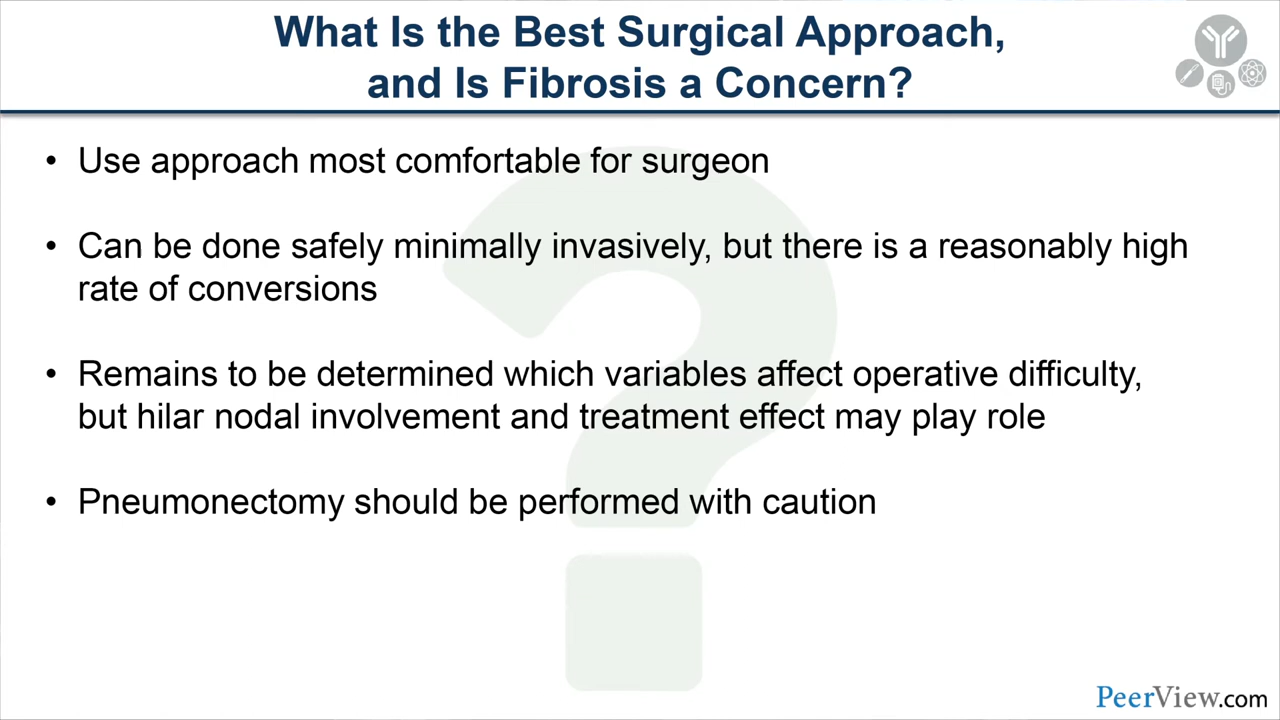 What Is the Best Surgical Approach,
and Is Fibrosis a Concern?
• Use approach most comfortable for surgeon
• Can be done safely minimally invasively, but there is a reasonably high
rate of conversions
• Remains to be determined which variables affect operative difficulty,
but hilar nodal involvement and treatment effect may play role
• Pneumonectomy should be performed with caution
PeerView.com